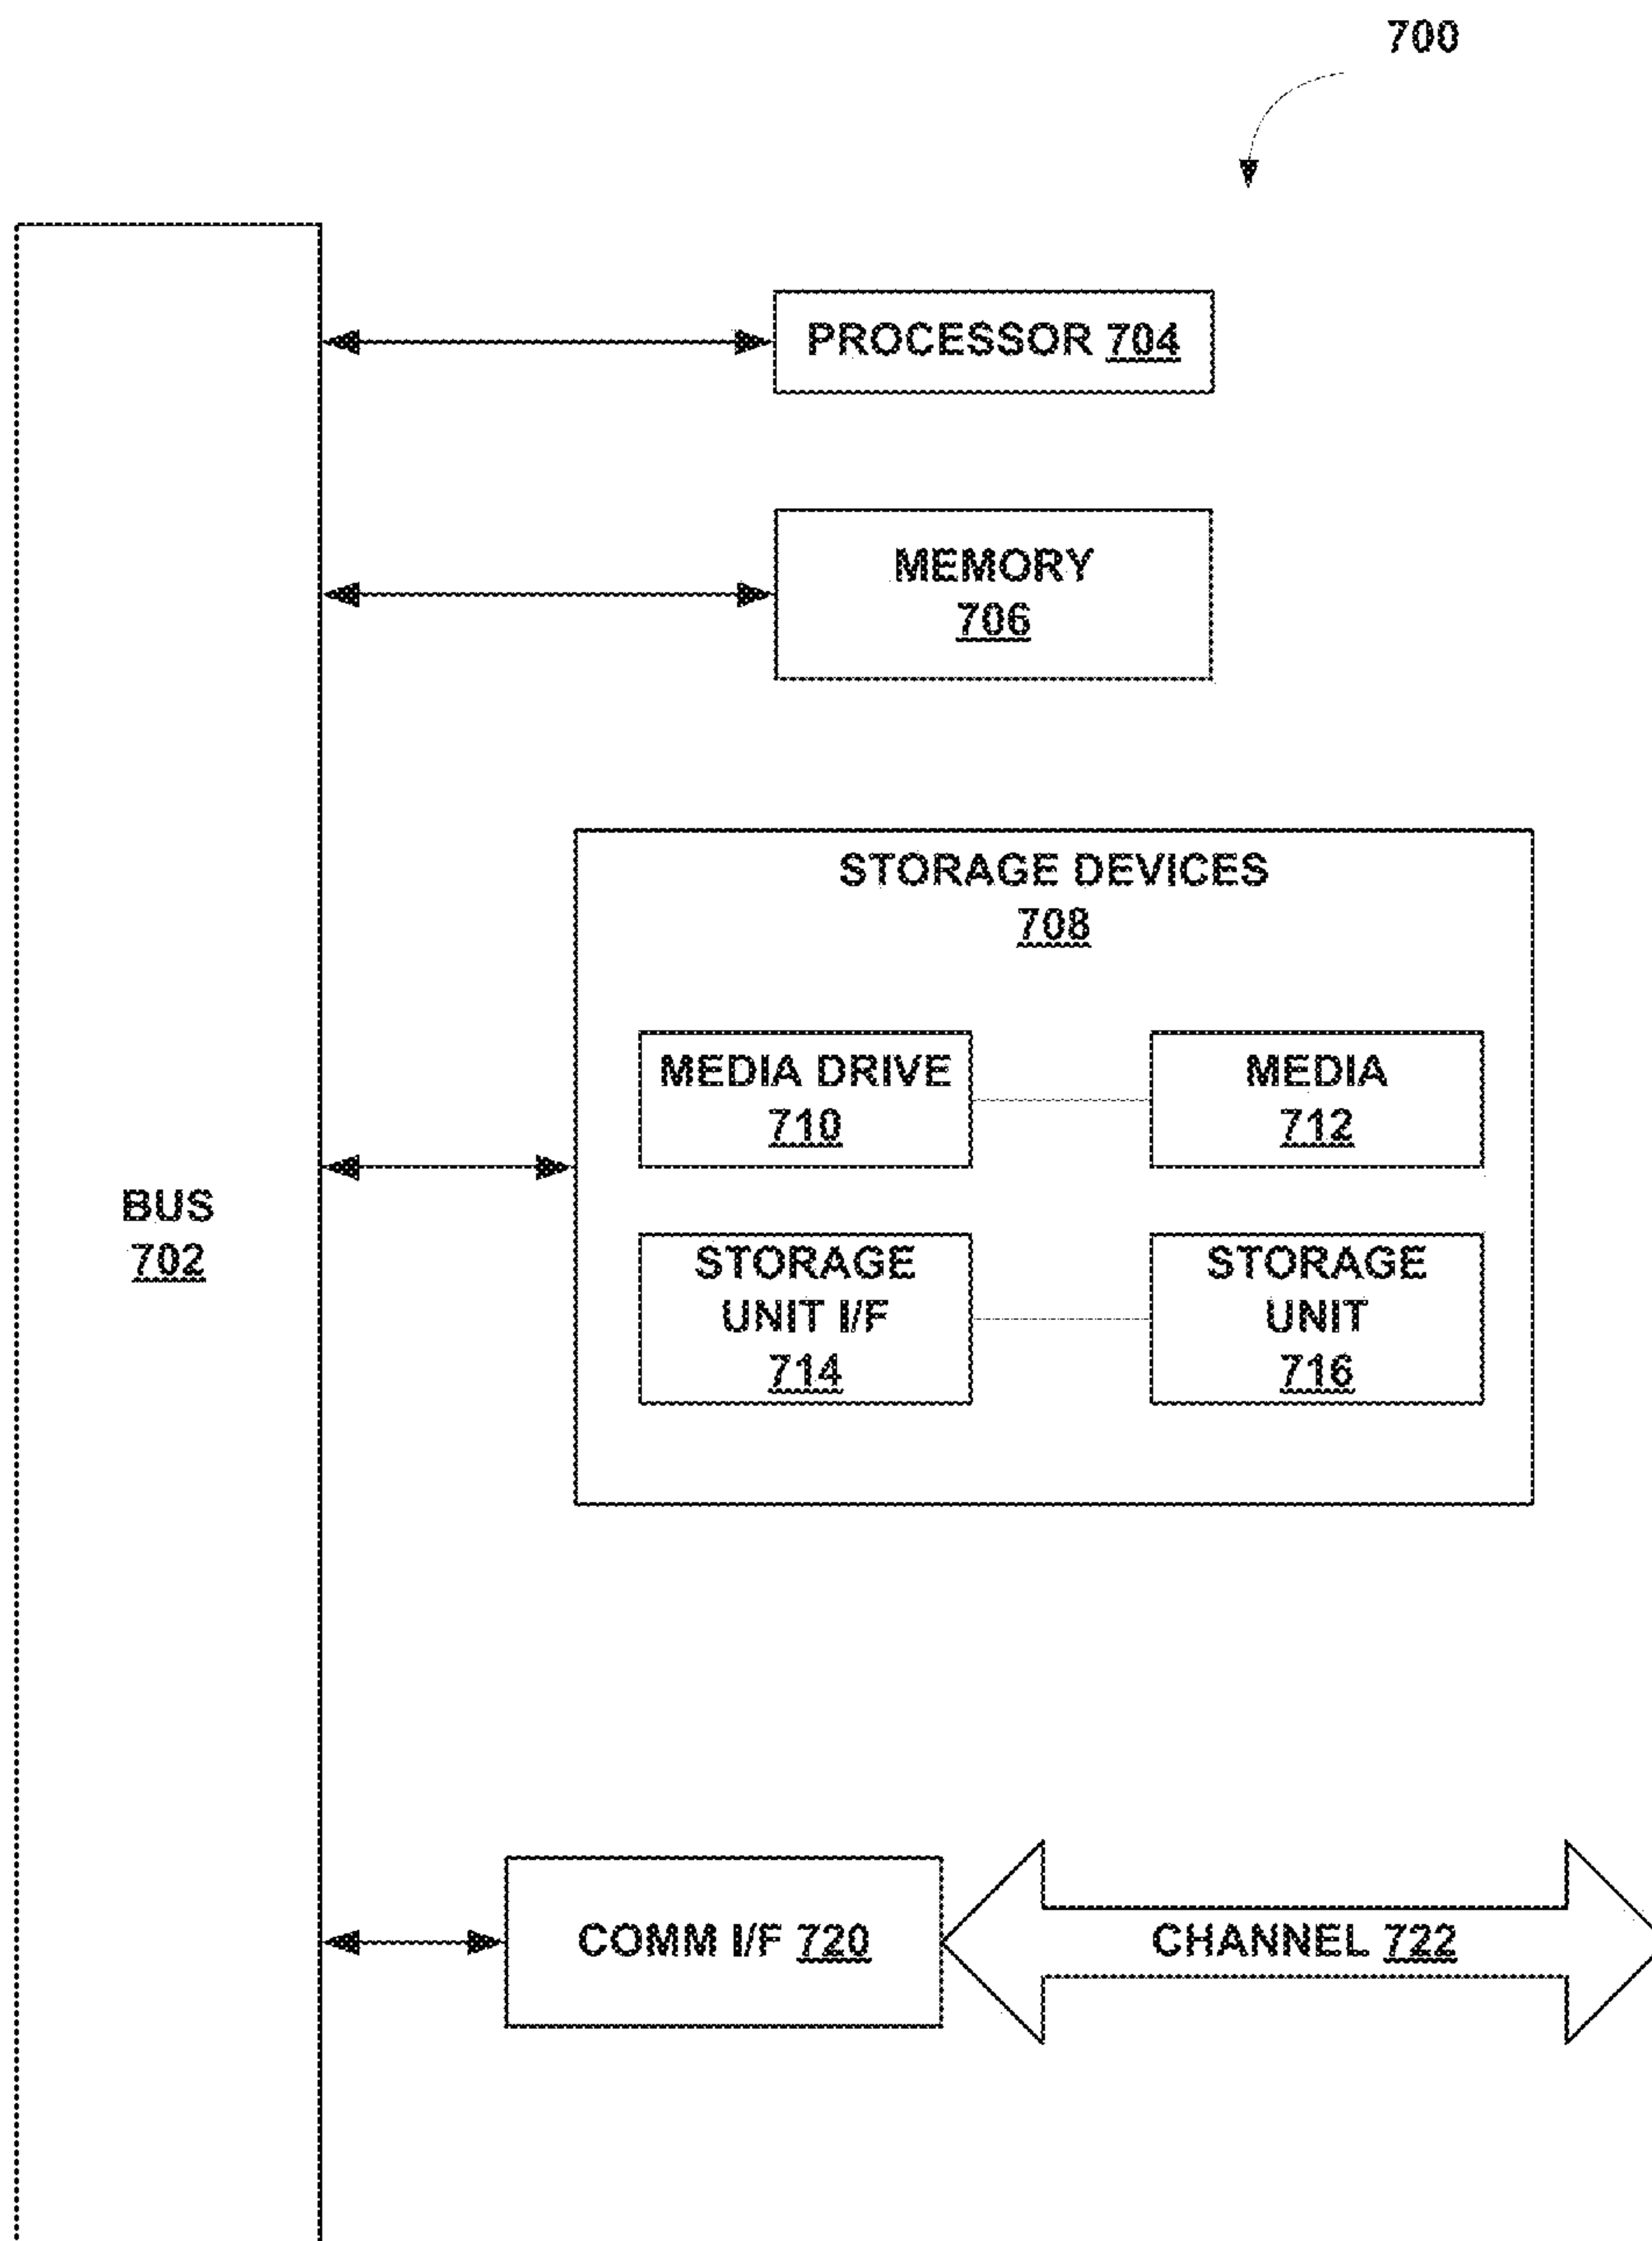 700
PROCESSOR 704
MEMORY
706
STORAGE DEVICES
708
MEDIA DRIVE
710
MEDIA
712
BUS
702
STORAGE
UNIT I/F
714
STORAGE
UNIT
716
COMM I/F 720
CHANNEL 722